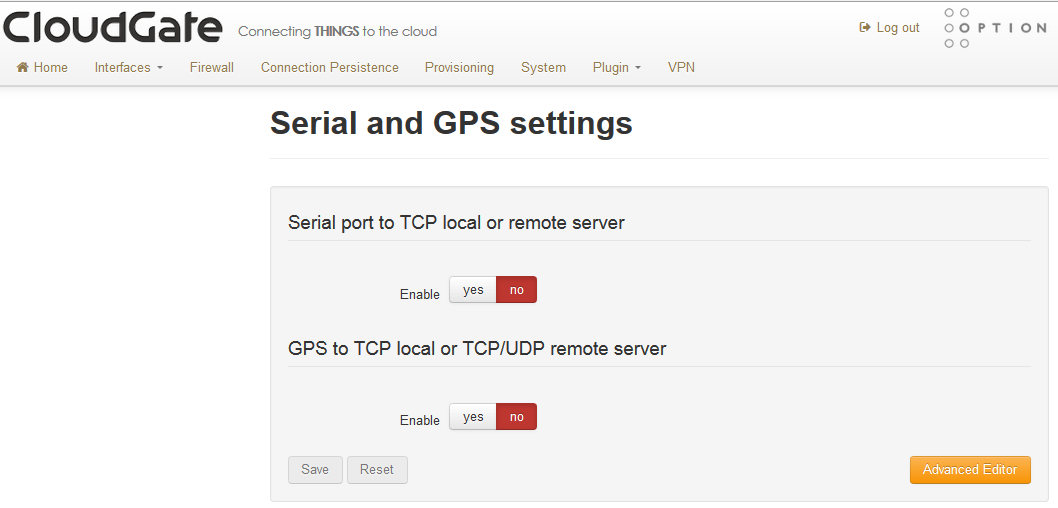 CloudGate Connecting THINGS to the cloud Log out OPTION
Home Interfaces Firewall Connection Persistence Provisioning System Plugin VPN
Serial and GPS settings
Serial port to TCP local or remote server
Enable yes no
GPS to TCP local or TCP/UDP remote server
Enable yes no
Save Reset Advanced Editor